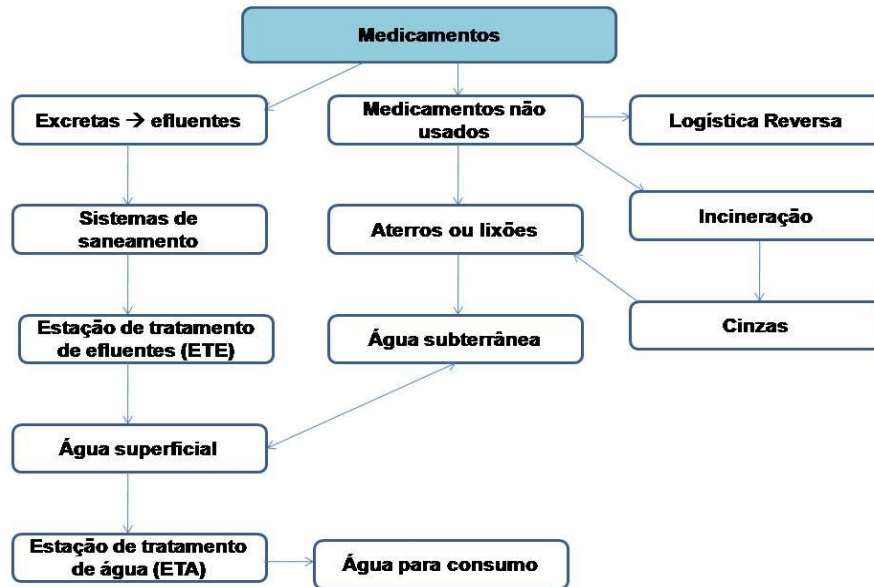 Medicamentos
Excretas → efluentes
Medicamentos não
usados
Logística Reversa
Sistemas de
saneamento
Aterros ou lixões
Incineração
Estação de tratamento
de efluentes (ETE)
Água subterrânea
Cinzas
Água superficial
Estação de tratamento
de água (ETA)
Água para consumo